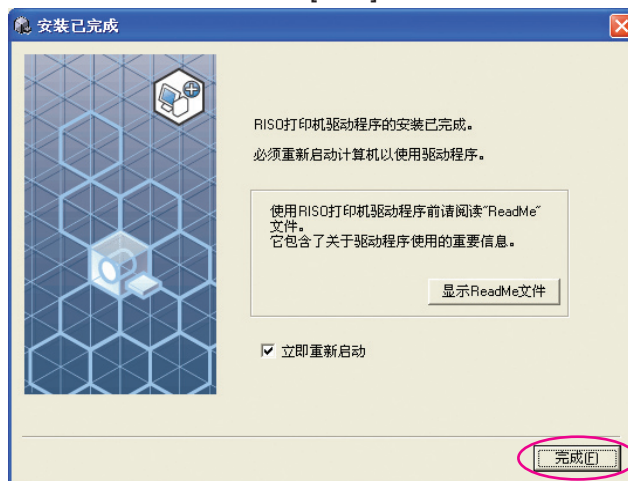 安装已完成
RISO打印机驱动程序的安装已完成。
必须重新启动计算机以使用驱动程序。
使用RISO打印机驱动程序前请阅读“ReadMe”
文件。
它包含了关于驱动程序使用的重要信息。
显示ReadMe文件
立即重新启动
完成(F)